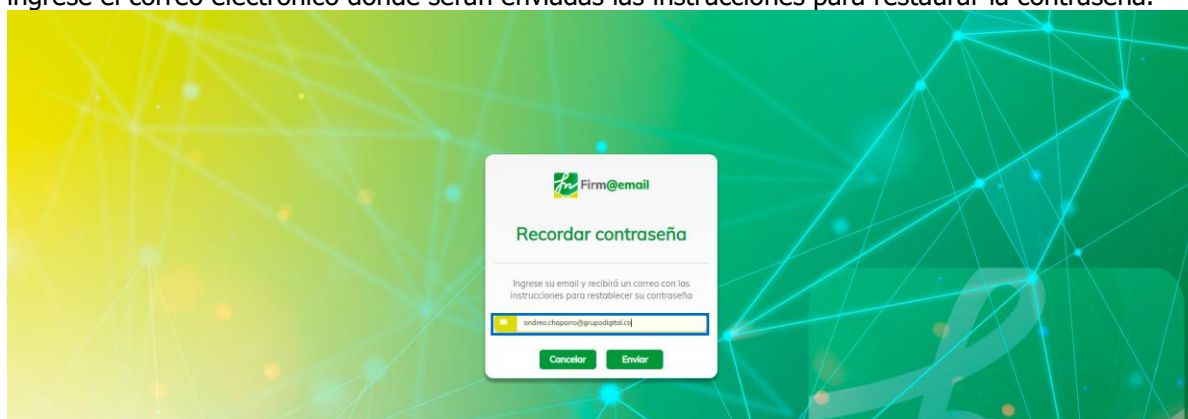 ingrese el correo electrónico donde serán enviadas las instrucciones para restaurar la contraseña.
Firm@email
Recordar contraseña
Ingrese su email y recibirá un correo con las
instrucciones para restablecer su contraseña
andrea.chaparro@grupodigital.co
Cancelar Enviar